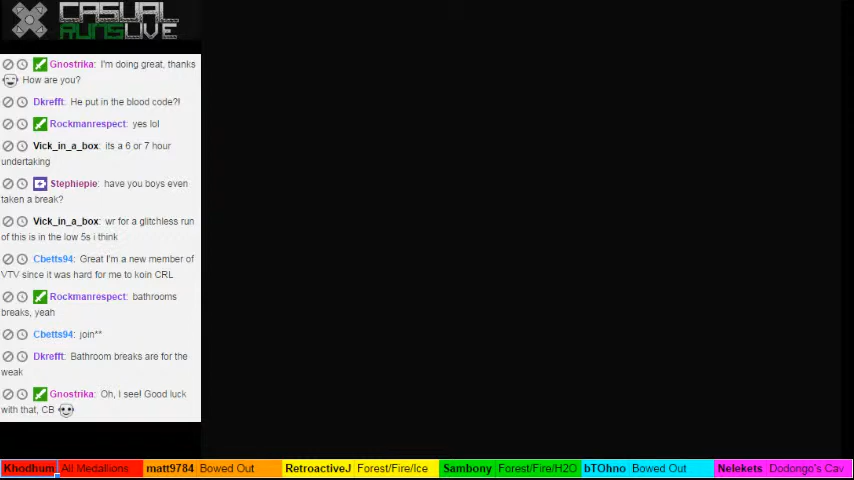 CASUAL
RUNSLIVE
Gnostrika: I'm doing great, thanks
How are you?
Dkrefft: He put in the blood code?!
Rockmanrespect: yes lol
Vick_in_a_box: its a 6 or 7 hour
undertaking
Stephiepie: have you boys even
taken a break?
Vick_in_a_box: wr for a glitchless run
of this is in the low 5s i think
Cbetts94: Great I'm a new member of
VTV since it was hard for me to koin CRL
Rockmanrespect: bathrooms
breaks, yeah
Cbetts94: join**
Dkrefft: Bathroom breaks are for the
weak
Gnostrika: Oh, I see! Good luck
with that, CB
Khodhum All Medallions matt9784 Bowed Out RetroactiveJ Forest/Fire/Ice Sambony Forest/Fire/H2O bTOhno Bowed Out Nelekets Dodongo's Cav